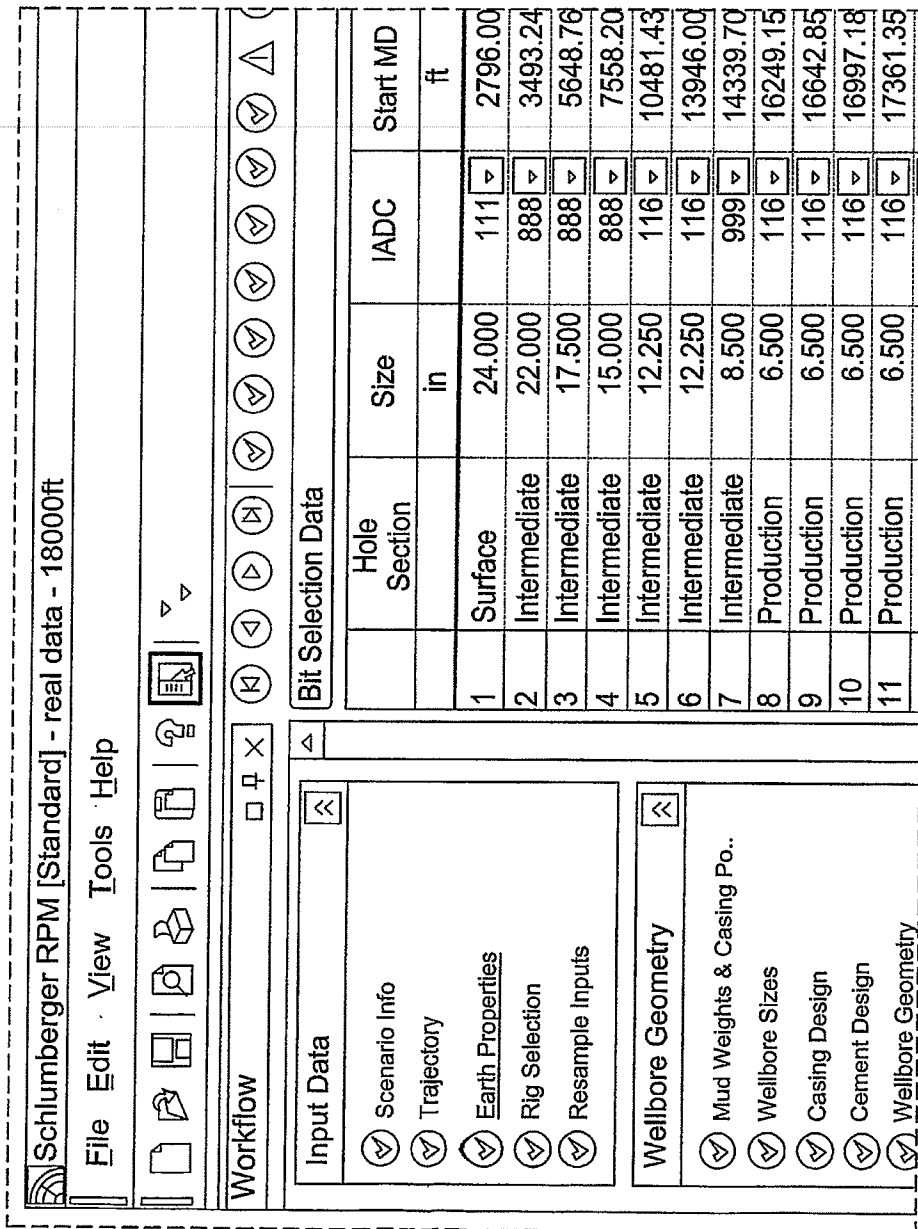 Schlumberger RPM [Standard] - real data - 18000ft
File Edit View Tools Help
Workflow
Input Data
Scenario Info
Trajectory
Earth Properties
Rig Selection
Resample Inputs
Wellbore Geometry
Mud Weights & Casing Po..
Wellbore Sizes
Casing Design
Cement Design
Wellbore Geometry
Bit Selection Data
Hole Section Size IADC Start MD
in ft
1 Surface 24.000 111 2796.00
2 Intermediate 22.000 888 3493.24
3 Intermediate 17.500 888 5648.76
4 Intermediate 15.000 888 7558.20
5 Intermediate 12.250 116 10481.43
6 Intermediate 12.250 116 13946.00
7 Intermediate 8.500 999 14339.70
8 Production 6.500 116 16249.15
9 Production 6.500 116 16642.85
10 Production 6.500 116 16997.18
11 Production 6.500 116 17361.35